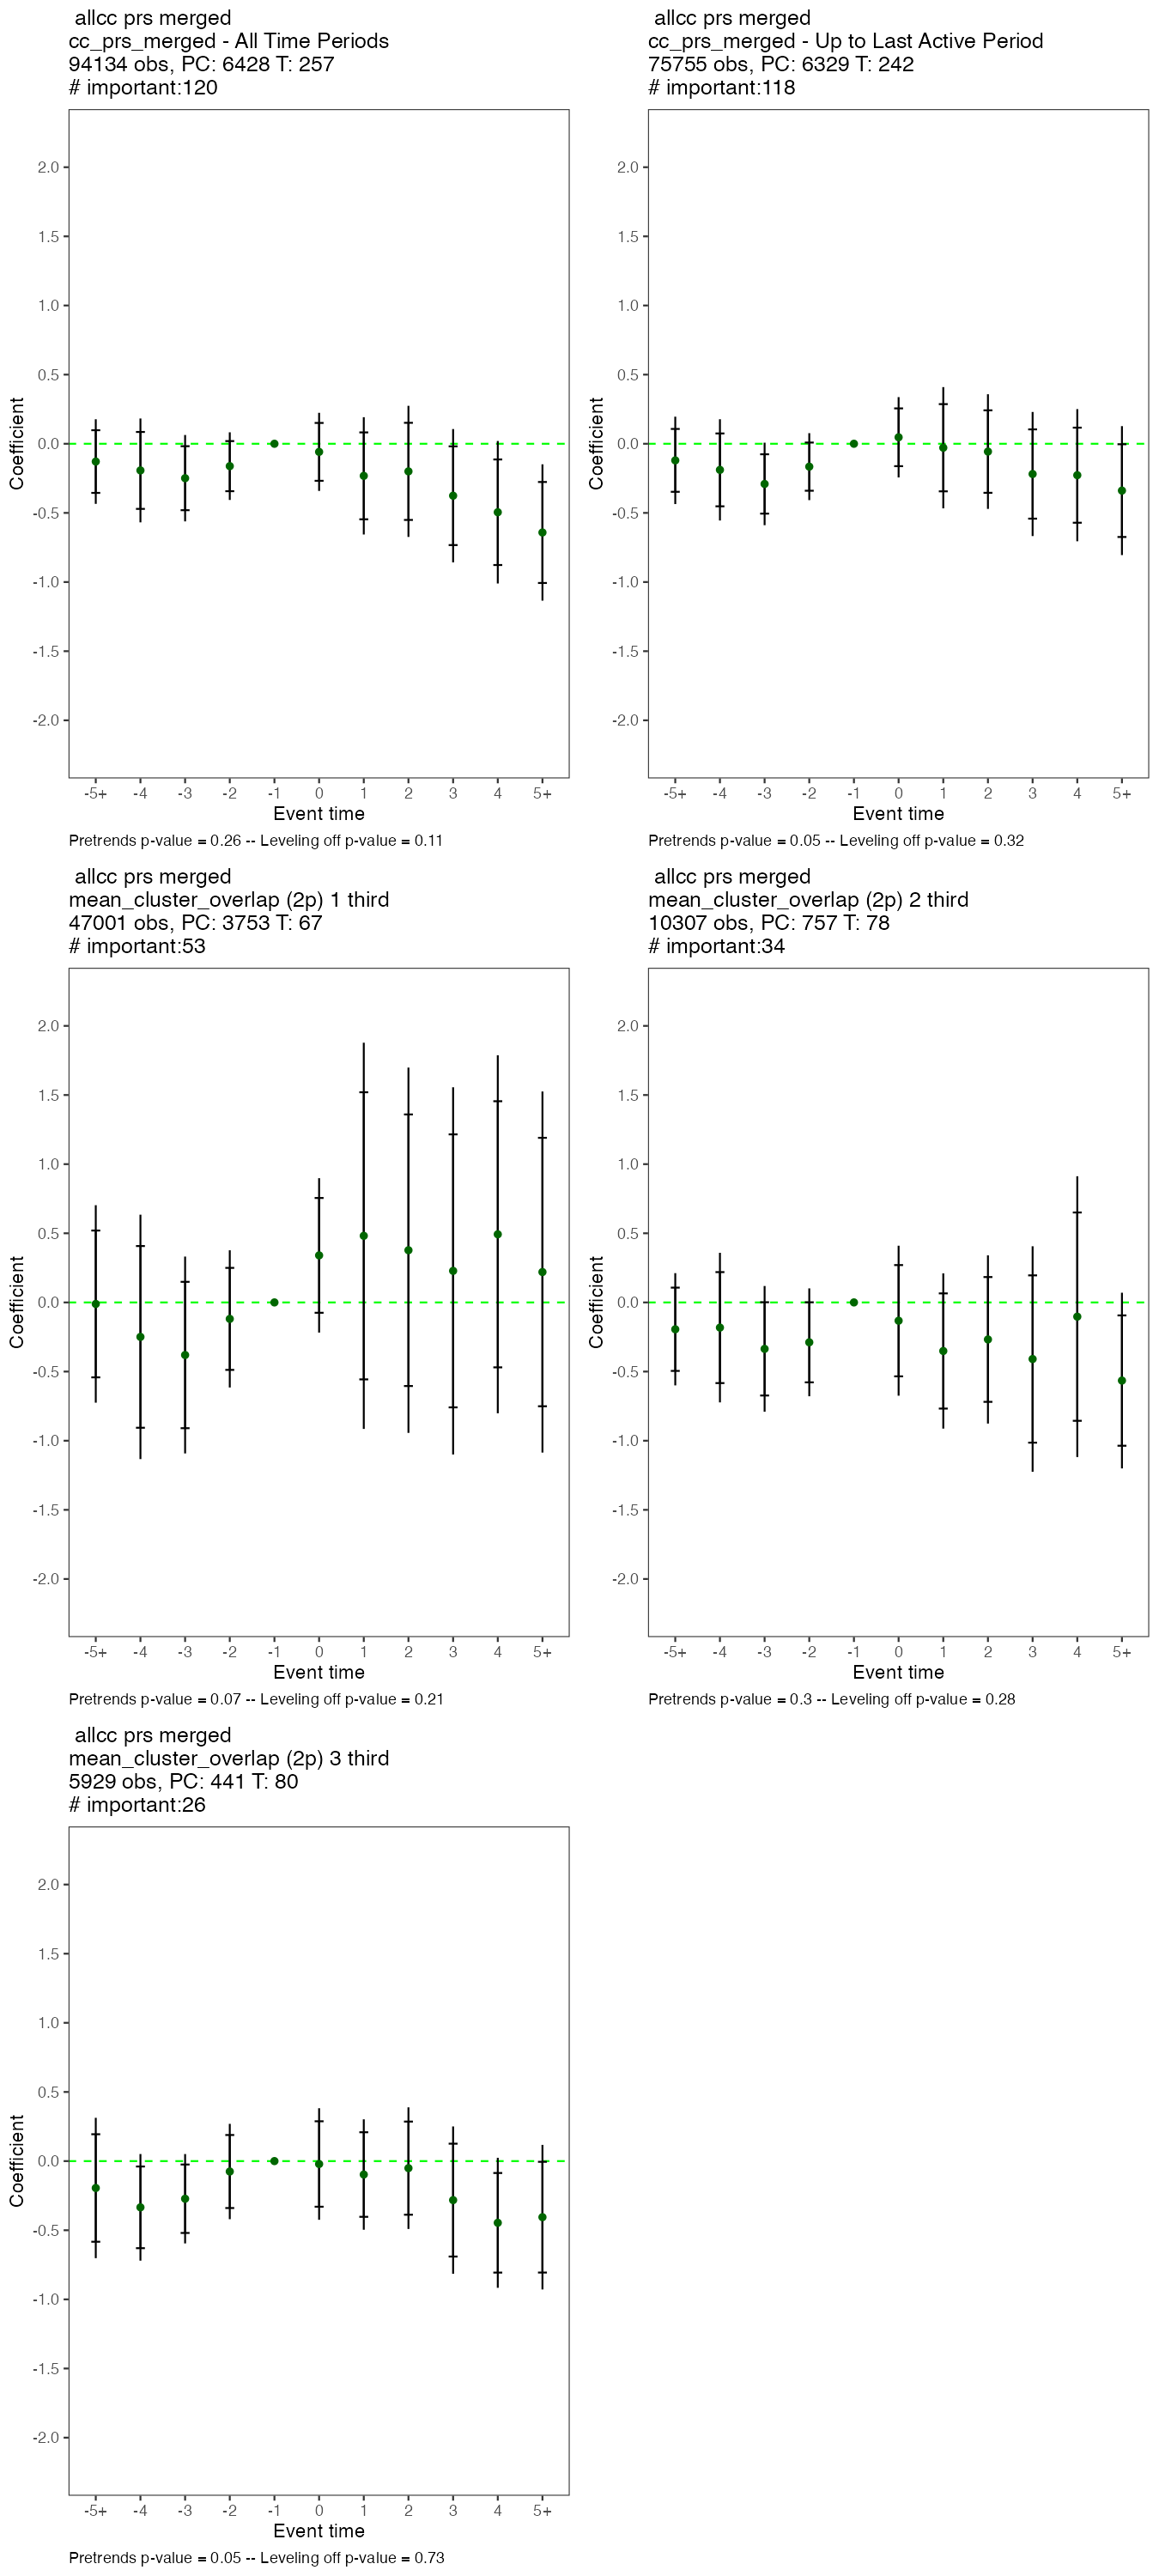 allcc prs merged
cc_prs_merged - All Time Periods
94134 obs, PC: 6428 T: 257
# important:120
2.0
1.5
1.0
0.5
0.0
-0.5
-1.0
-1.5
-2.0
Coefficient
-5+ -4 -3 -2 -1 0 1 2 3 4 5+
Event time
Pretrends p-value = 0.26 -- Leveling off p-value = 0.11
allcc prs merged
cc_prs_merged - Up to Last Active Period
75755 obs, PC: 6329 T: 242
# important:118
2.0
1.5
1.0
0.5
0.0
-0.5
-1.0
-1.5
-2.0
Coefficient
-5+ -4 -3 -2 -1 0 1 2 3 4 5+
Event time
Pretrends p-value = 0.05 -- Leveling off p-value = 0.32
allcc prs merged
mean_cluster_overlap (2p) 1 third
47001 obs, PC: 3753 T: 67
# important:53
2.0
1.5
1.0
0.5
0.0
-0.5
-1.0
-1.5
-2.0
Coefficient
-5+ -4 -3 -2 -1 0 1 2 3 4 5+
Event time
Pretrends p-value = 0.07 -- Leveling off p-value = 0.21
allcc prs merged
mean_cluster_overlap (2p) 2 third
10307 obs, PC: 757 T: 78
# important:34
2.0
1.5
1.0
0.5
0.0
-0.5
-1.0
-1.5
-2.0
Coefficient
-5+ -4 -3 -2 -1 0 1 2 3 4 5+
Event time
Pretrends p-value = 0.3 -- Leveling off p-value = 0.28
allcc prs merged
mean_cluster_overlap (2p) 3 third
5929 obs, PC: 441 T: 80
# important:26
2.0
1.5
1.0
0.5
0.0
-0.5
-1.0
-1.5
-2.0
Coefficient
-5+ -4 -3 -2 -1 0 1 2 3 4 5+
Event time
Pretrends p-value = 0.05 -- Leveling off p-value = 0.73